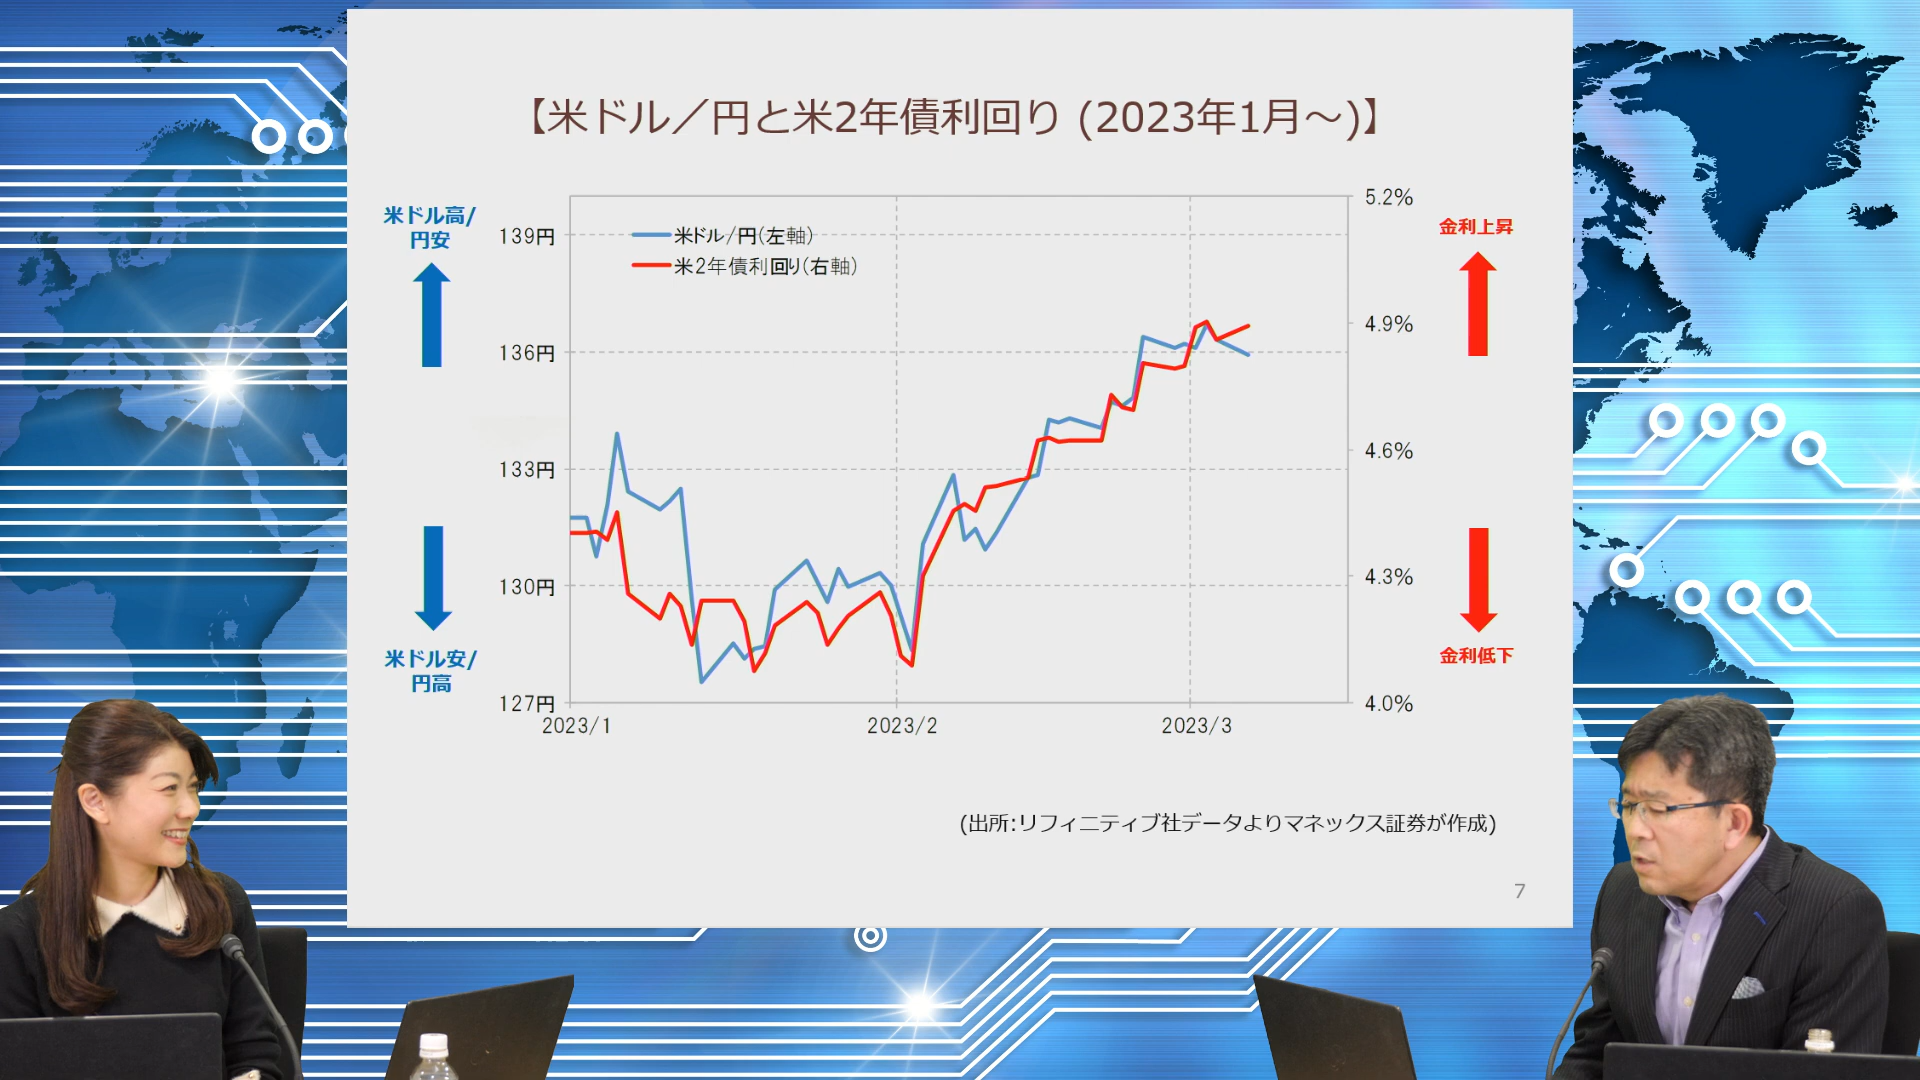 【米ドル／円と米2年債利回り (2023年1月～)】
米ドル高/
円安
米ドル安/
円高
139円
136円
133円
130円
127円
米ドル/円(左軸)
米2年債利回り(右軸)
5.2%
4.9%
4.6%
4.3%
4.0%
金利上昇
金利低下
2023/1
2023/2
2023/3
(出所:リフィニティブ社データよりマネックス証券が作成)
7